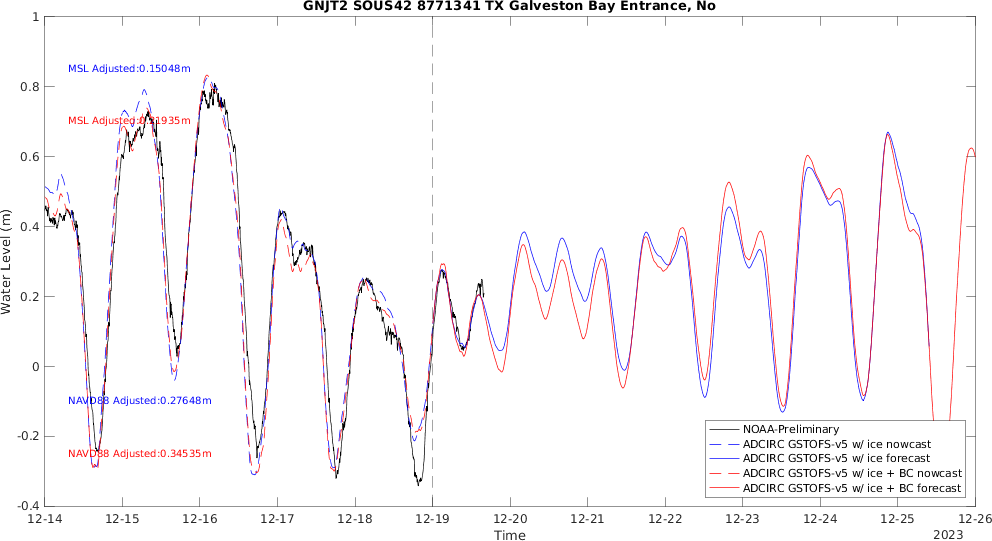 GNJT2 SOUS42 8771341 TX Galveston Bay Entrance, No
Water Level (m)
1
0.8
0.6
0.4
0.2
0
-0.2
-0.4
MSL Adjusted:0.15048m
MSL Adjusted:0.21935m
NAVD88 Adjusted:0.27648m
NAVD88 Adjusted:0.34535m
NOAA-Preliminary
ADCIRC GSTOFS-v5 w/ ice nowcast
ADCIRC GSTOFS-v5 w/ ice forecast
ADCIRC GSTOFS-v5 w/ ice + BC nowcast
ADCIRC GSTOFS-v5 w/ ice + BC forecast
12-14 12-15 12-16 12-17 12-18 12-19 12-20 12-21 12-22 12-23 12-24 12-25 12-26
Time
2023